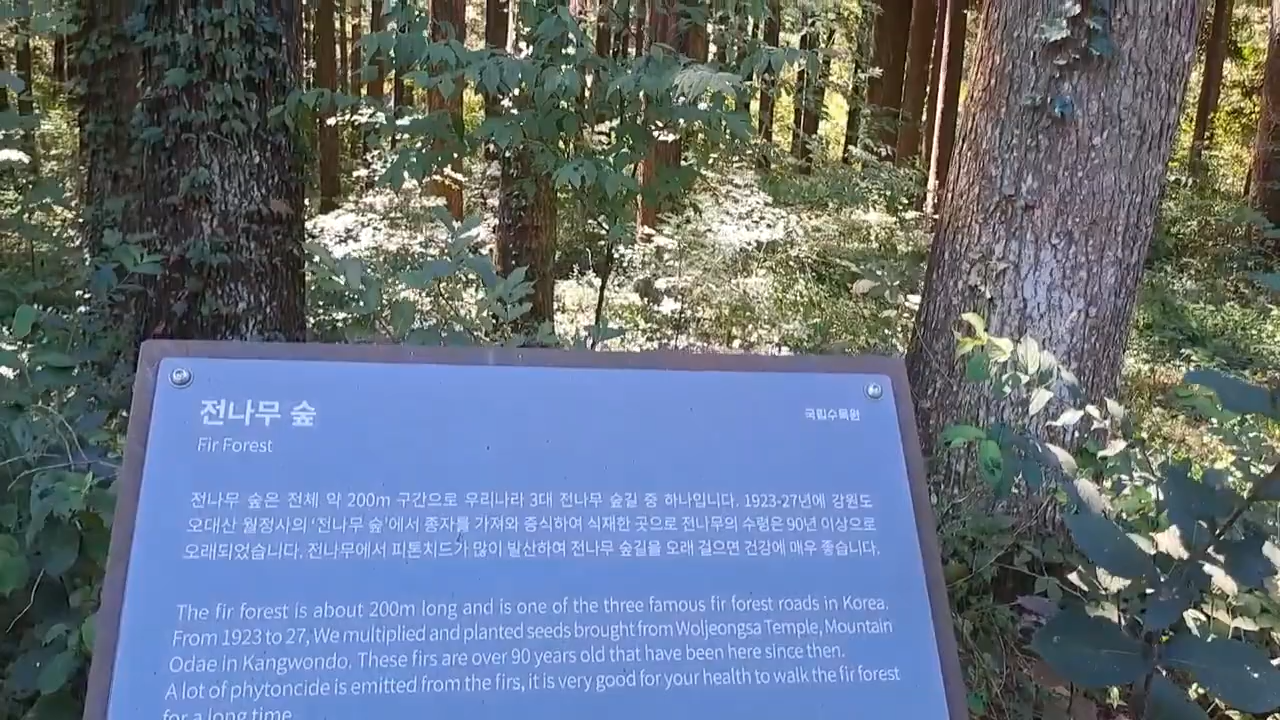 전나무 숲
국립수목원
Fir Forest
전나무 숲은 전체 약 200m 구간으로 우리나라 3대 전나무 숲길 중 하나입니다. 1923-27년에 강원도
오대산 월정사의 '전나무 숲'에서 종자를 가져와 증식하여 식재한 곳으로 전나무의 수령은 90년 이상으로
오래되었습니다. 전나무에서 피톤치드가 많이 발산하여 전나무 숲길을 오래 걸으면 건강에 매우 좋습니다.
The fir forest is about 200m long and is one of the three famous fir forest roads in Korea.
From 1923 to 27, We multiplied and planted seeds brought from Woljeongsa Temple, Mountain
Odae in Kangwondo. These firs are over 90 years old that have been here since then.
A lot of phytoncide is emitted from the firs, it is very good for your health to walk the fir forest
for a long time